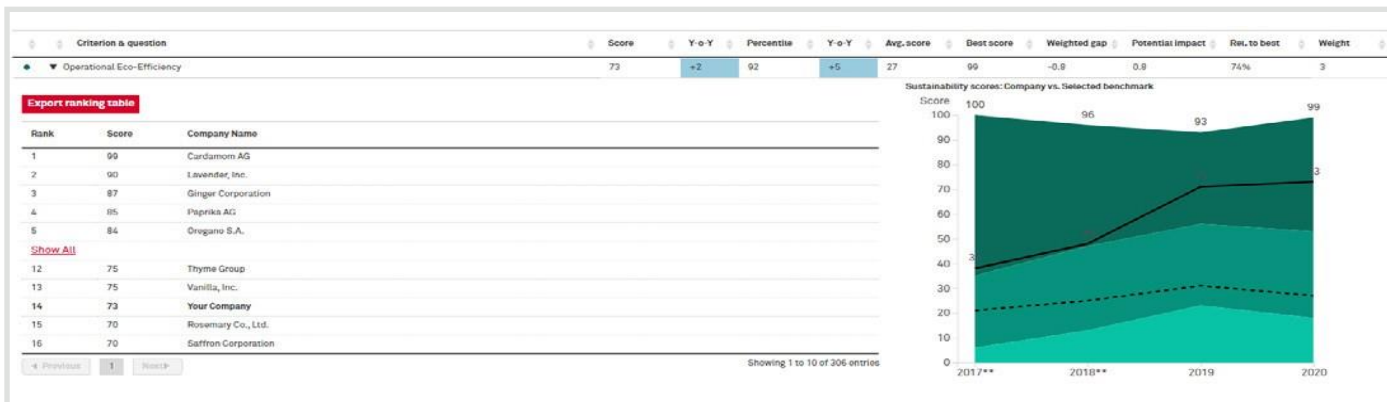 Criterion & question Score Y-o-Y Percentile Y-o-Y Avg. score Best score Weighted gap Potential impact Rel. to best Weight
Operational Eco-Efficiency 73 +2 92 +5 27 99 -0.8 0.8 74% 3
Export ranking table
Rank Score Company Name
1 99 Cardamom AG
2 90 Lavender, Inc.
3 87 Ginger Corporation
4 85 Paprika AG
5 84 Oregano S.A.
Show All
12 75 Thyme Group
13 75 Vanilla, Inc.
14 73 Your Company
15 70 Rosemary Co., Ltd.
16 70 Saffron Corporation
Previous 1 Next
Showing 1 to 10 of 306 entries
Sustainability scores: Company vs. Selected benchmark
Score
100 96 93 99
100
90
80
70
60
50
40
30
20
10
0
3
3
2017** 2018** 2019 2020